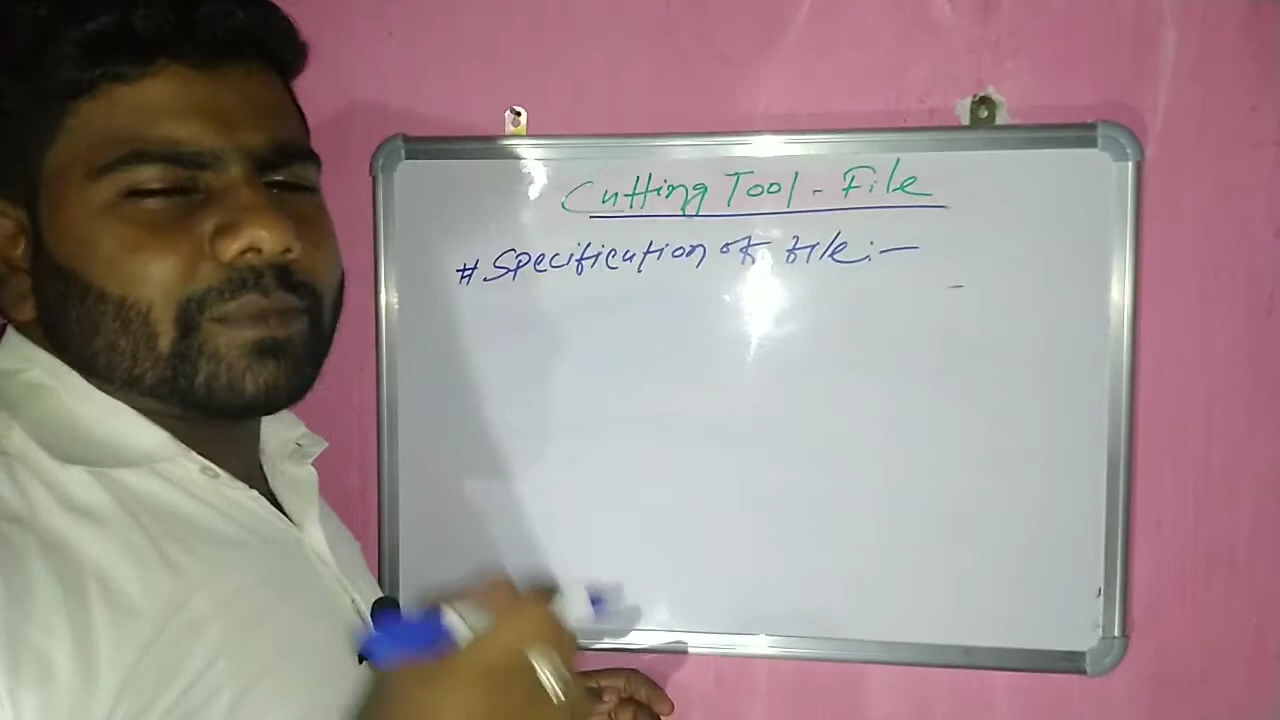 Cutting Tool - File
# Specification of file :-